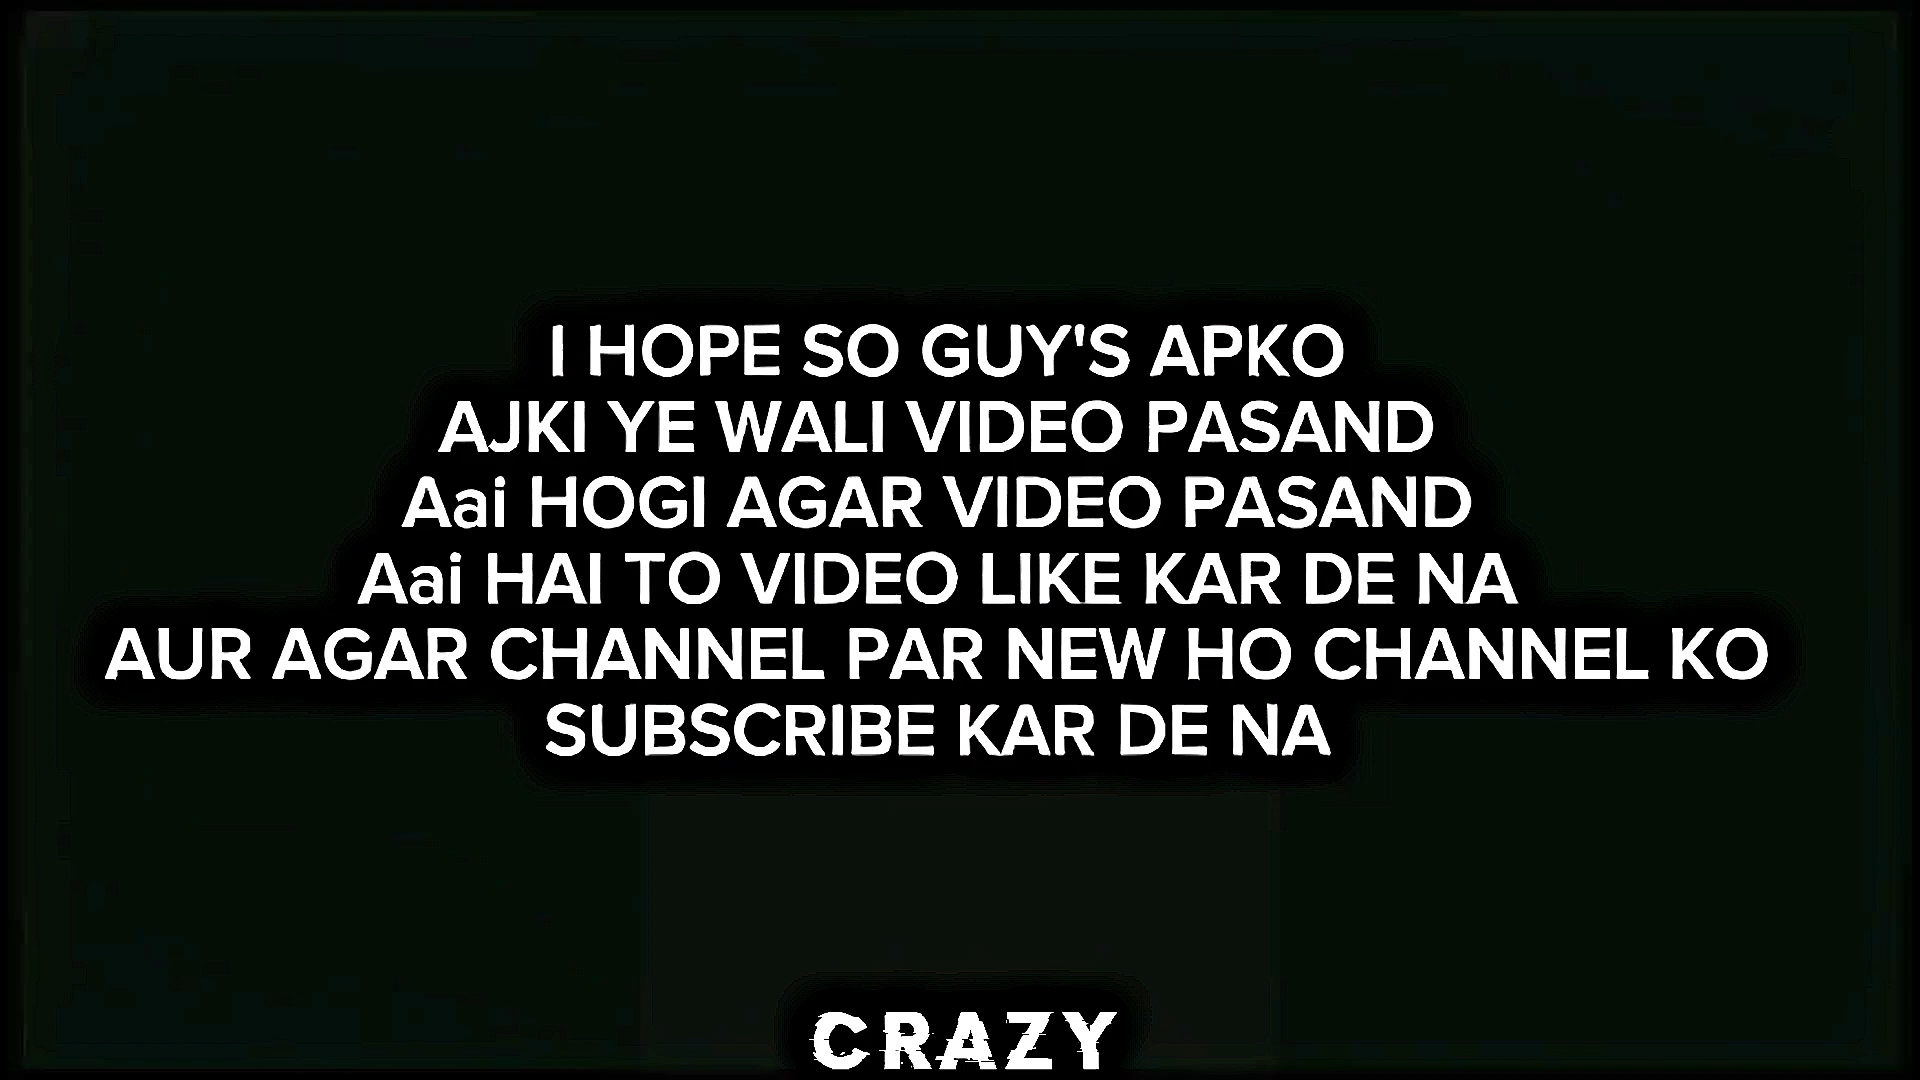 I HOPE SO GUY'S APKO
AJKI YE WALI VIDEO PASAND
Aai HOGI AGAR VIDEO PASAND
Aai HAI TO VIDEO LIKE KAR DE NA
AUR AGAR CHANNEL PAR NEW HO CHANNEL KO
SUBSCRIBE KAR DE NA
CRAZY